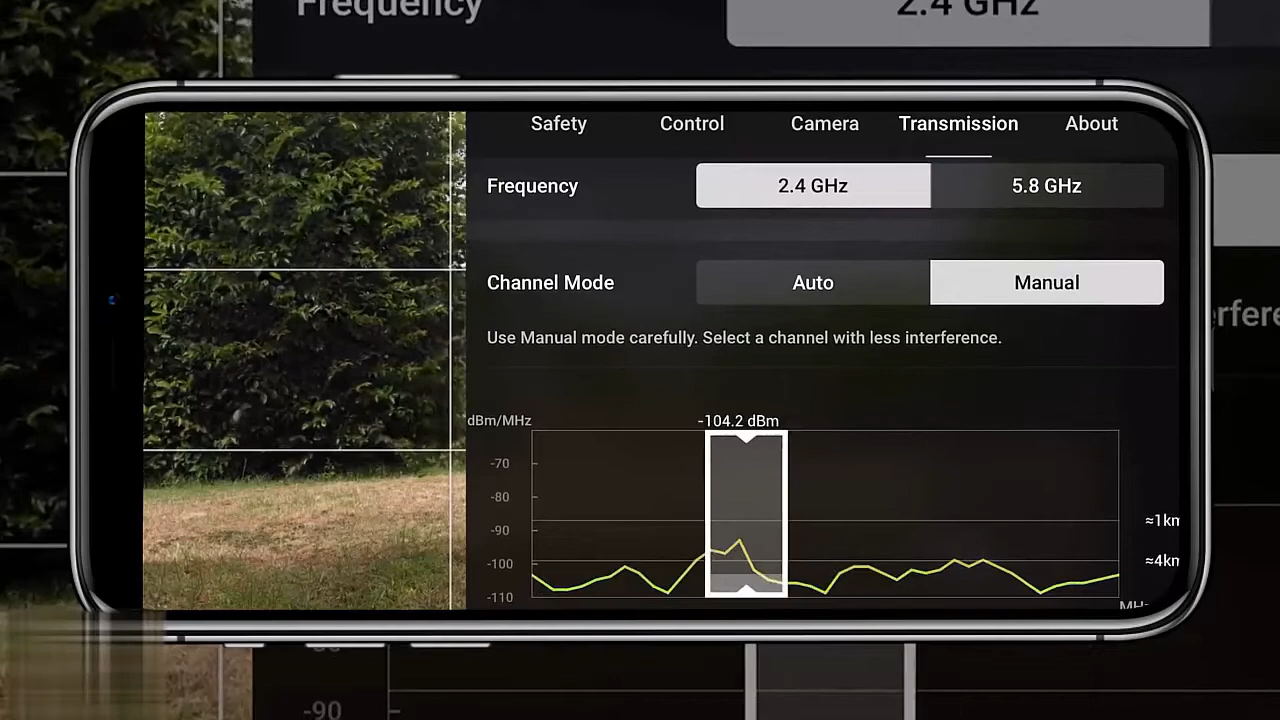 Frequency 2.4 GHz
Safety Control Camera Transmission About
Frequency 2.4 GHz 5.8 GHz
Channel Mode Auto Manual
Use Manual mode carefully. Select a channel with less interference.
dBm/MHz -104.2 dBm
-70
-80
-90
≈1km
-100
≈4km
-110
MHz
-90